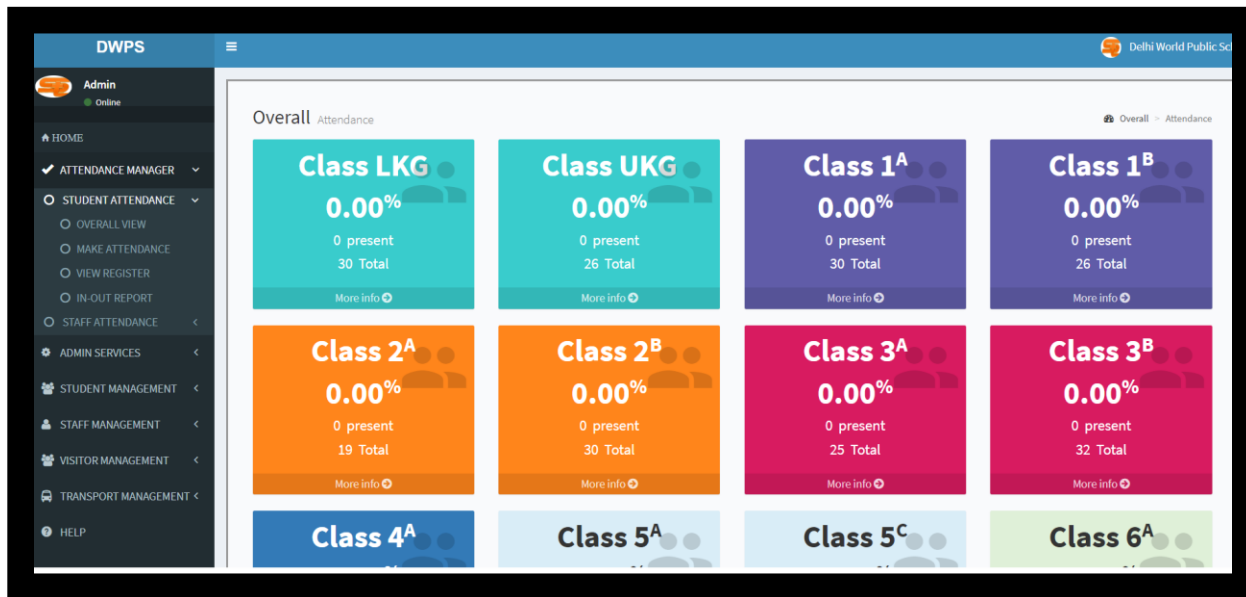 DWPS
Delhi World Public Sc
Admin
Online
HOME
ATTENDANCE MANAGER
STUDENT ATTENDANCE
OVERALL VIEW
MAKE ATTENDANCE
VIEW REGISTER
IN-OUT REPORT
STAFF ATTENDANCE
ADMIN SERVICES
STUDENT MANAGEMENT
STAFF MANAGEMENT
VISITOR MANAGEMENT
TRANSPORT MANAGEMENT
HELP
Overall Attendance
Overall > Attendance
Class LKG
0.00%
0 present
30 Total
More info
Class UKG
0.00%
0 present
26 Total
More info
Class 1A
0.00%
0 present
30 Total
More info
Class 1B
0.00%
0 present
26 Total
More info
Class 2A
0.00%
0 present
19 Total
More info
Class 2B
0.00%
0 present
30 Total
More info
Class 3A
0.00%
0 present
25 Total
More info
Class 3B
0.00%
0 present
32 Total
More info
Class 4A
Class 5A
Class 5C
Class 6A